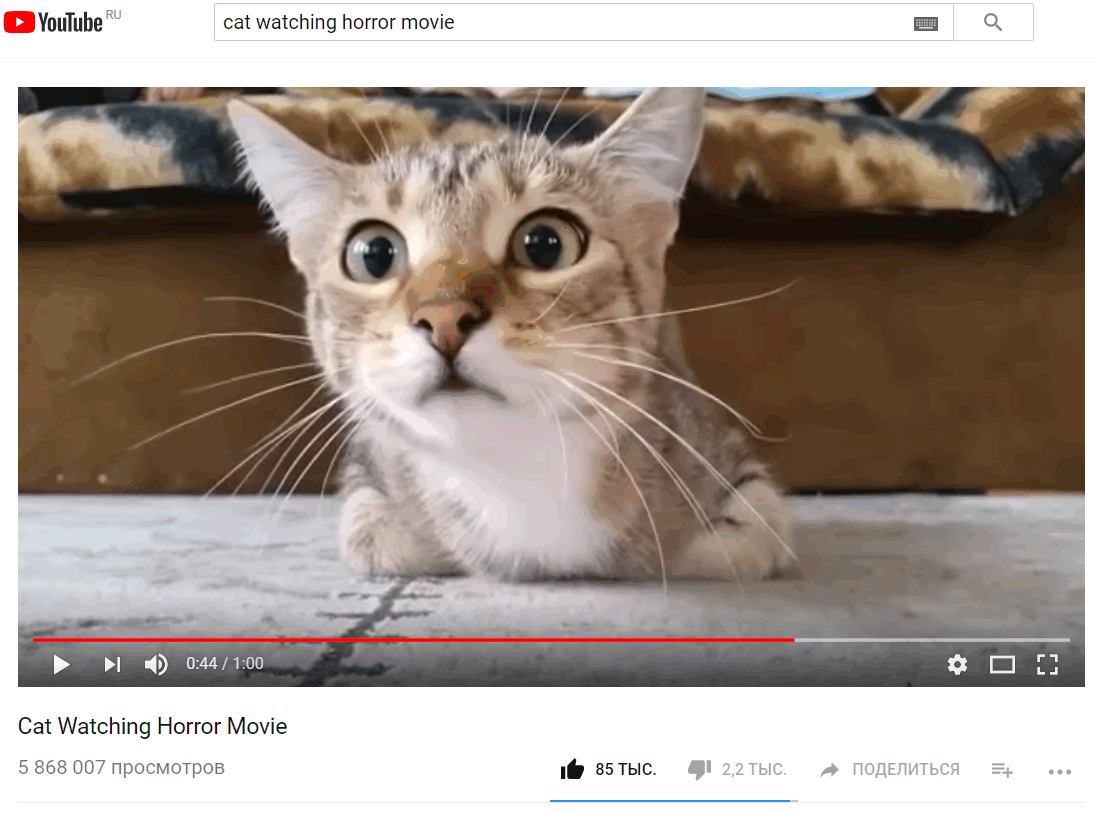 YouTube RU
cat watching horror movie
0:44 / 1:00
Cat Watching Horror Movie
5 868 007 просмотров
85 ТЫС.
2,2 ТЫС.
ПОДЕЛИТЬСЯ